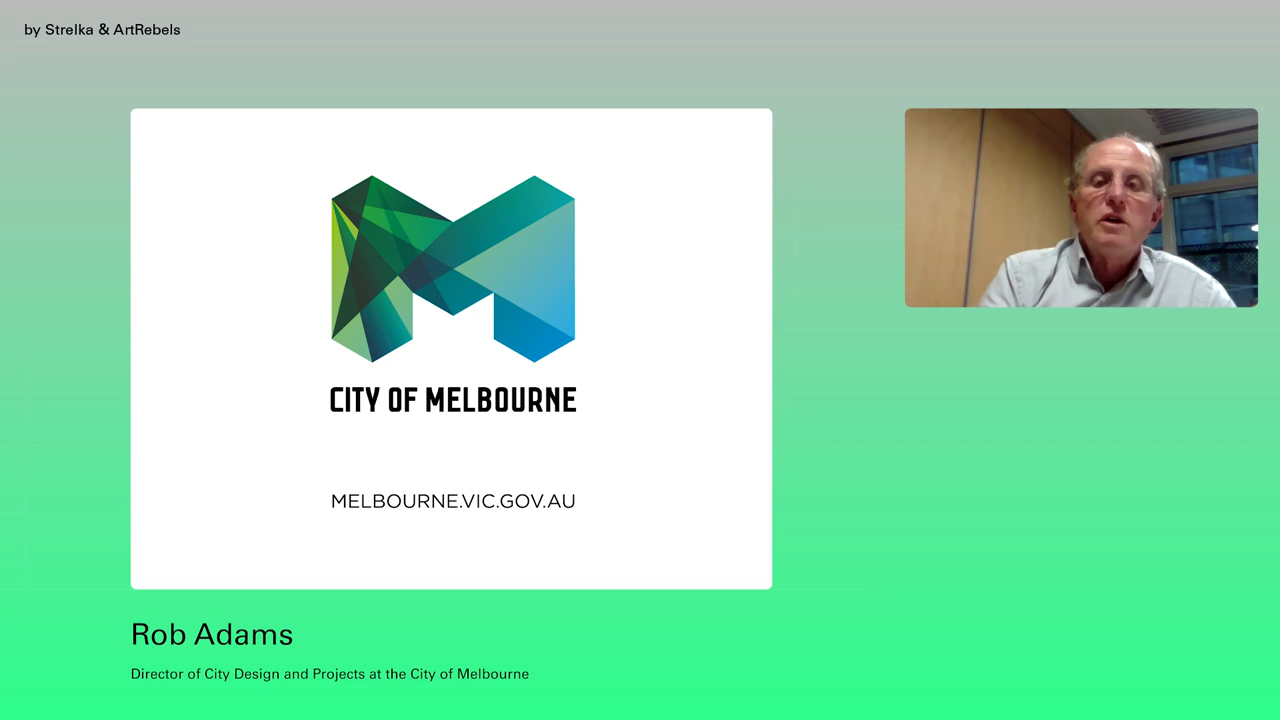 by Strelka & ArtRebels
CITY OF MELBOURNE
MELBOURNE.VIC.GOV.AU
Rob Adams
Director of City Design and Projects at the City of Melbourne